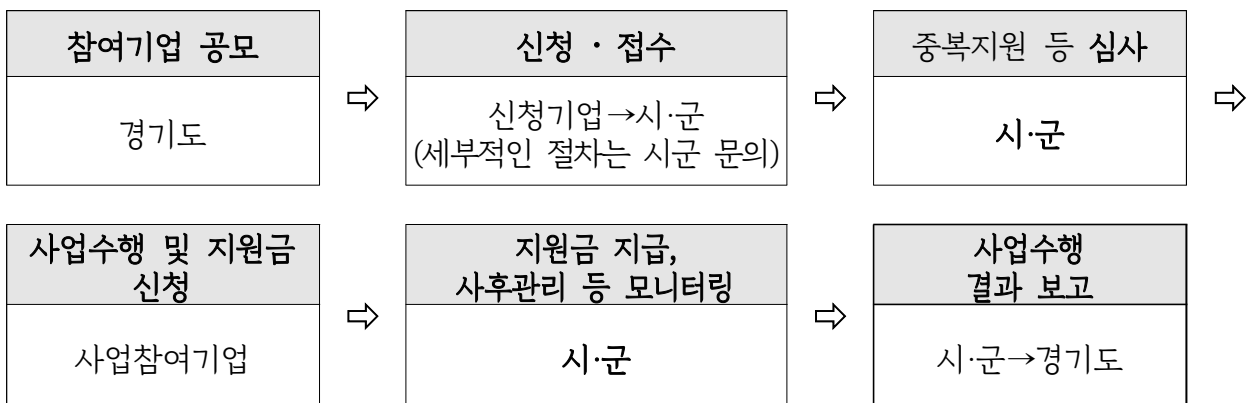 참여기업 공모
경기도
⇨
신청 · 접수
신청기업→시·군
(세부적인 절차는 시군 문의)
⇨
중복지원 등 심사
시·군
⇨
사업수행 및 지원금
신청
사업참여기업
⇨
지원금 지급,
사후관리 등 모니터링
시·군
⇨
사업수행
결과 보고
시·군→경기도